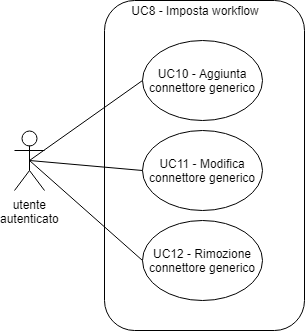 UC8 - Imposta workflow
UC10 - Aggiunta
connettore generico
UC11 - Modifica
connettore generico
utente
autenticato
UC12 - Rimozione
connettore generico